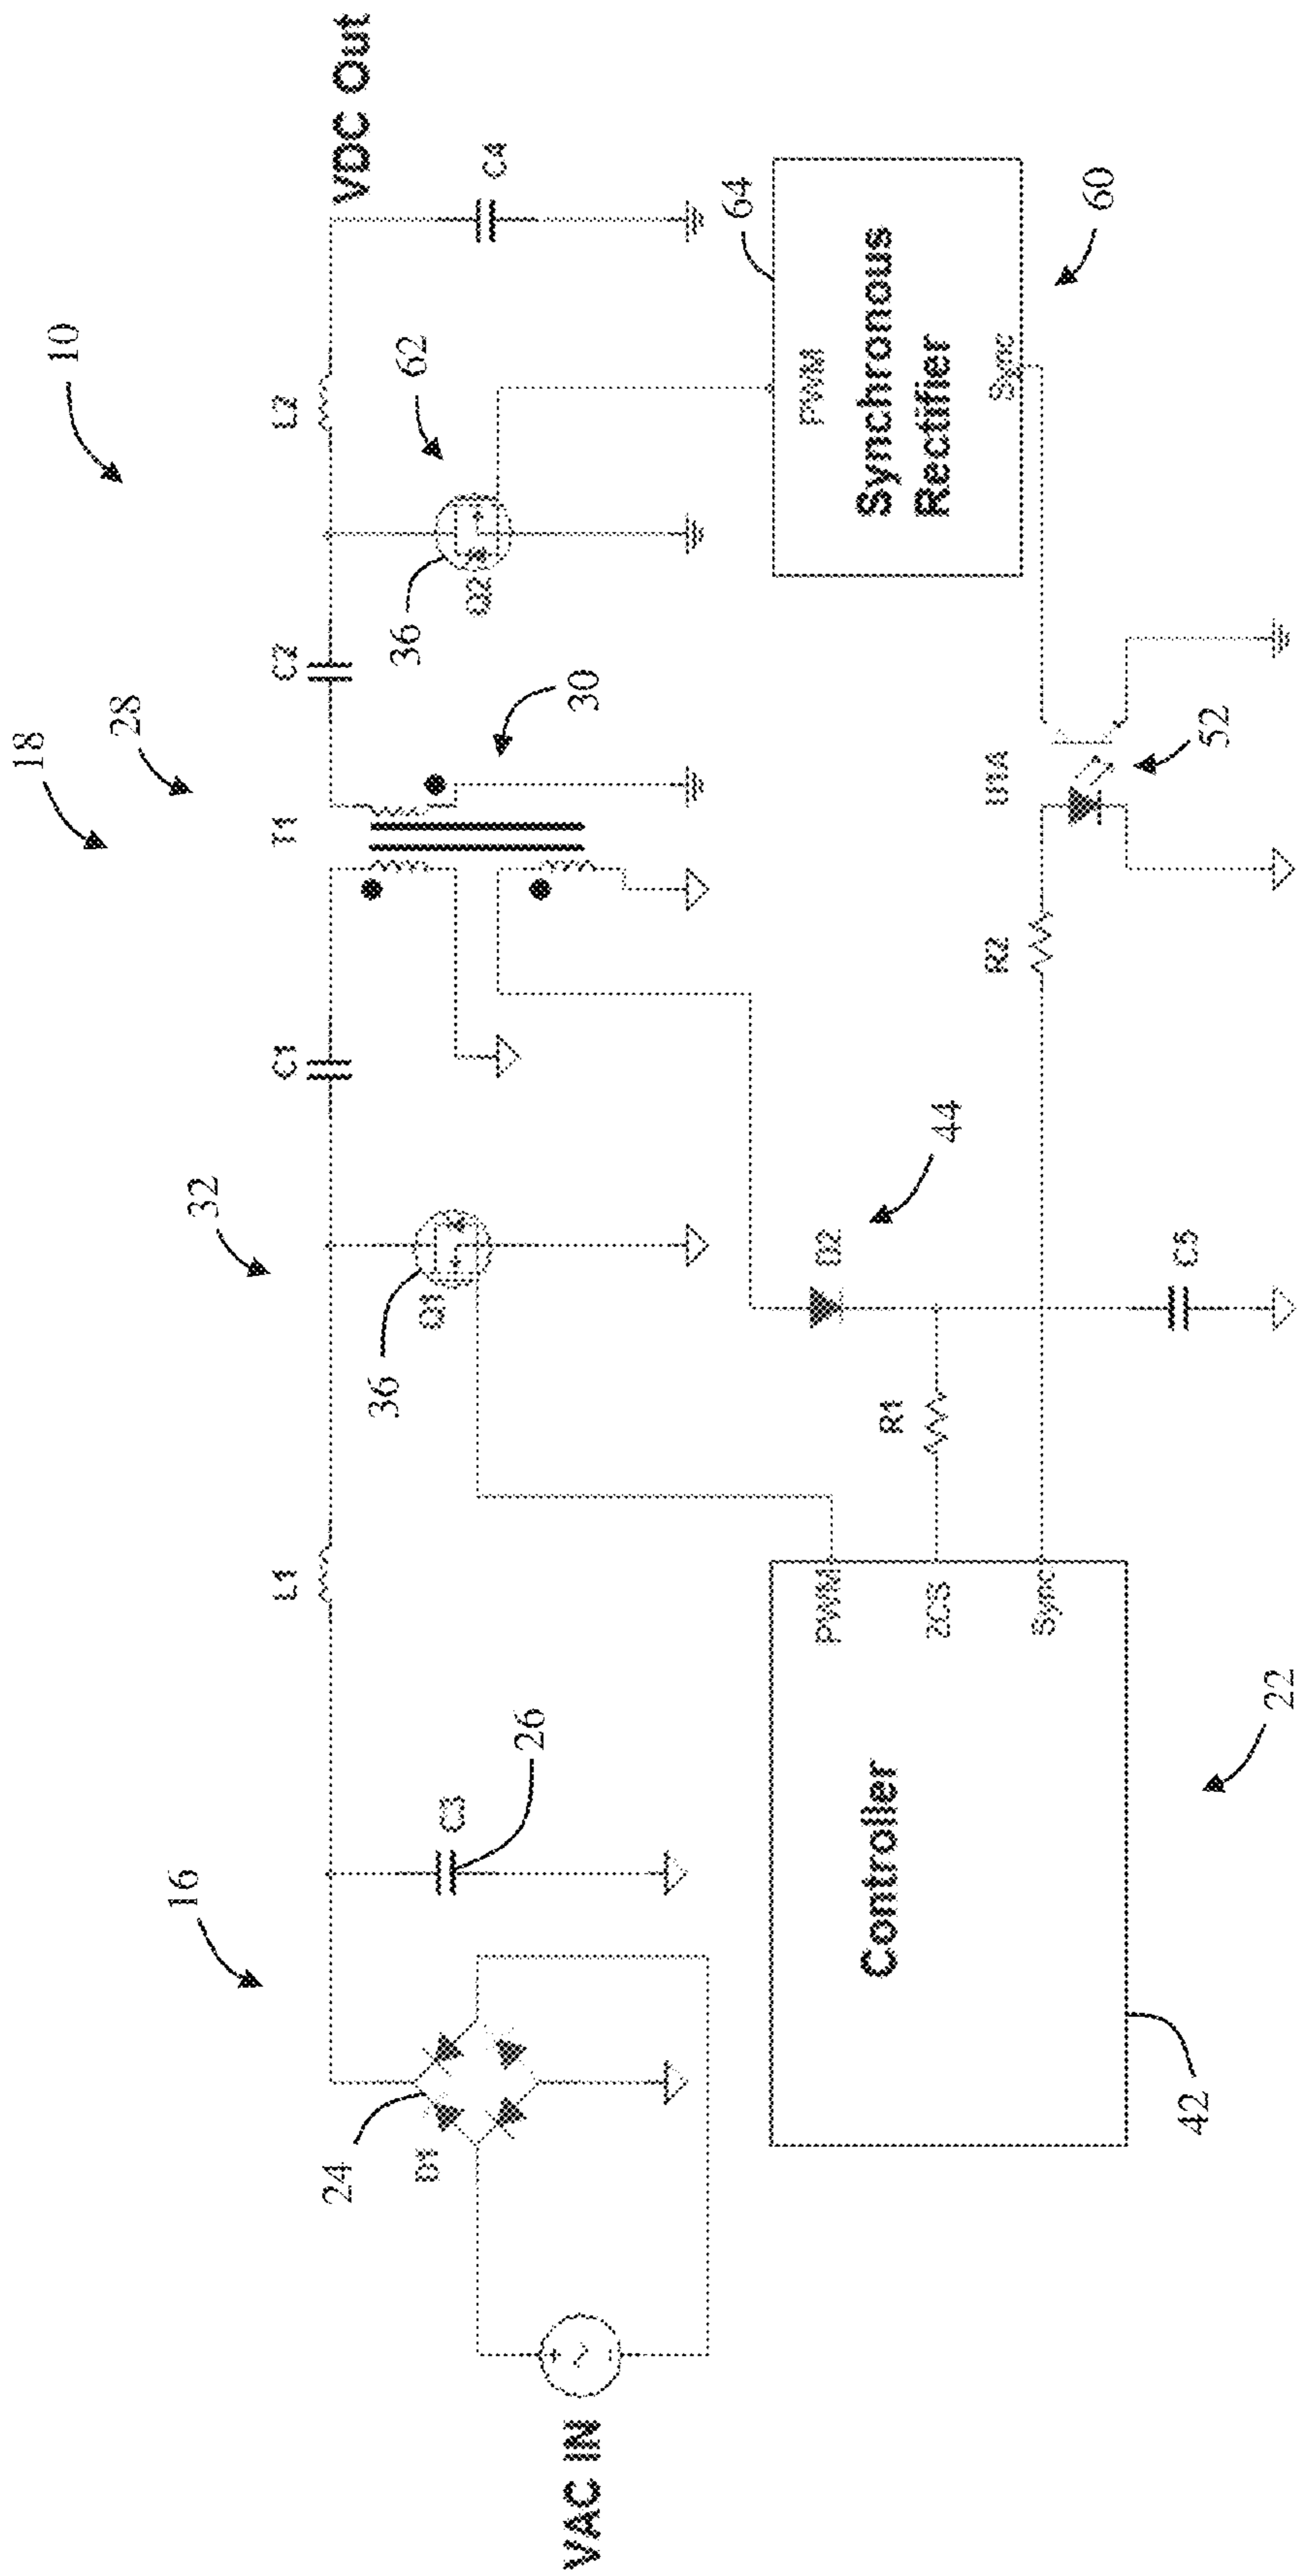 10
18
28
32
16
VDC Out
L2
C2
T1
C1
L1
62
C4
36
Q2
30
36
Q1
C3
26
24
D1
VAC IN
64
PWM
Synchronous
Rectifier
Sync
60
44
D2
R1
PWM
ZCS
Sync
Controller
U1A
52
R2
C5
22
42